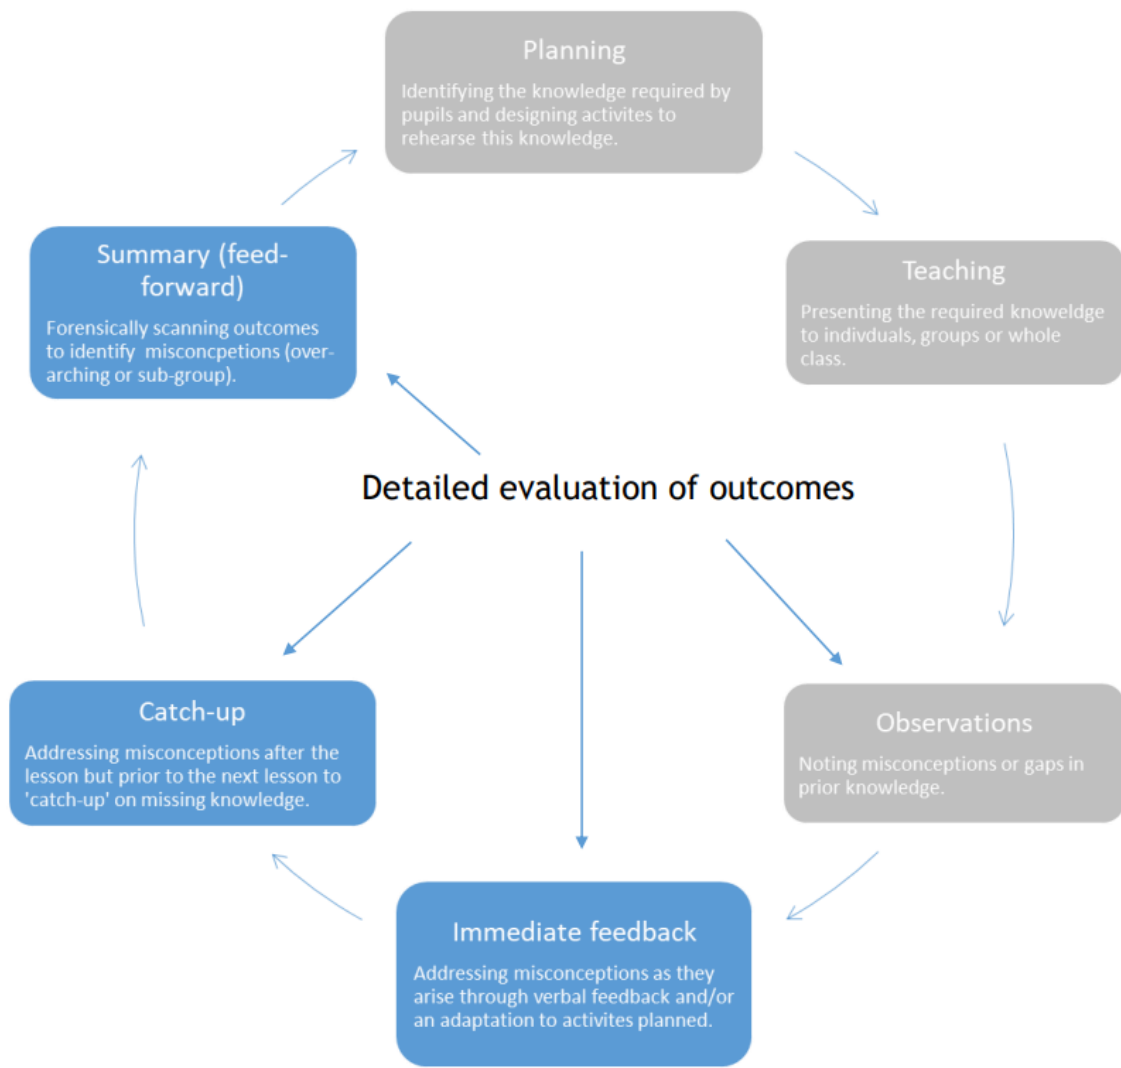 Planning
Identifying the knowledge required by
pupils and designing activites to
rehearse this knowledge.
Summary (feed-
forward)
Forensically scanning outcomes
to identify misconcpetions (over-
arching or sub-group).
Teaching
Presenting the required knoweldge
to indivduals, groups or whole
class.
Detailed evaluation of outcomes
Catch-up
Addressing misconceptions after the
lesson but prior to the next lesson to
'catch-up' on missing knowledge.
Observations
Noting misconceptions or gaps in
prior knowledge.
Immediate feedback
Addressing misconceptions as they
arise through verbal feedback and/or
an adaptation to activites planned.